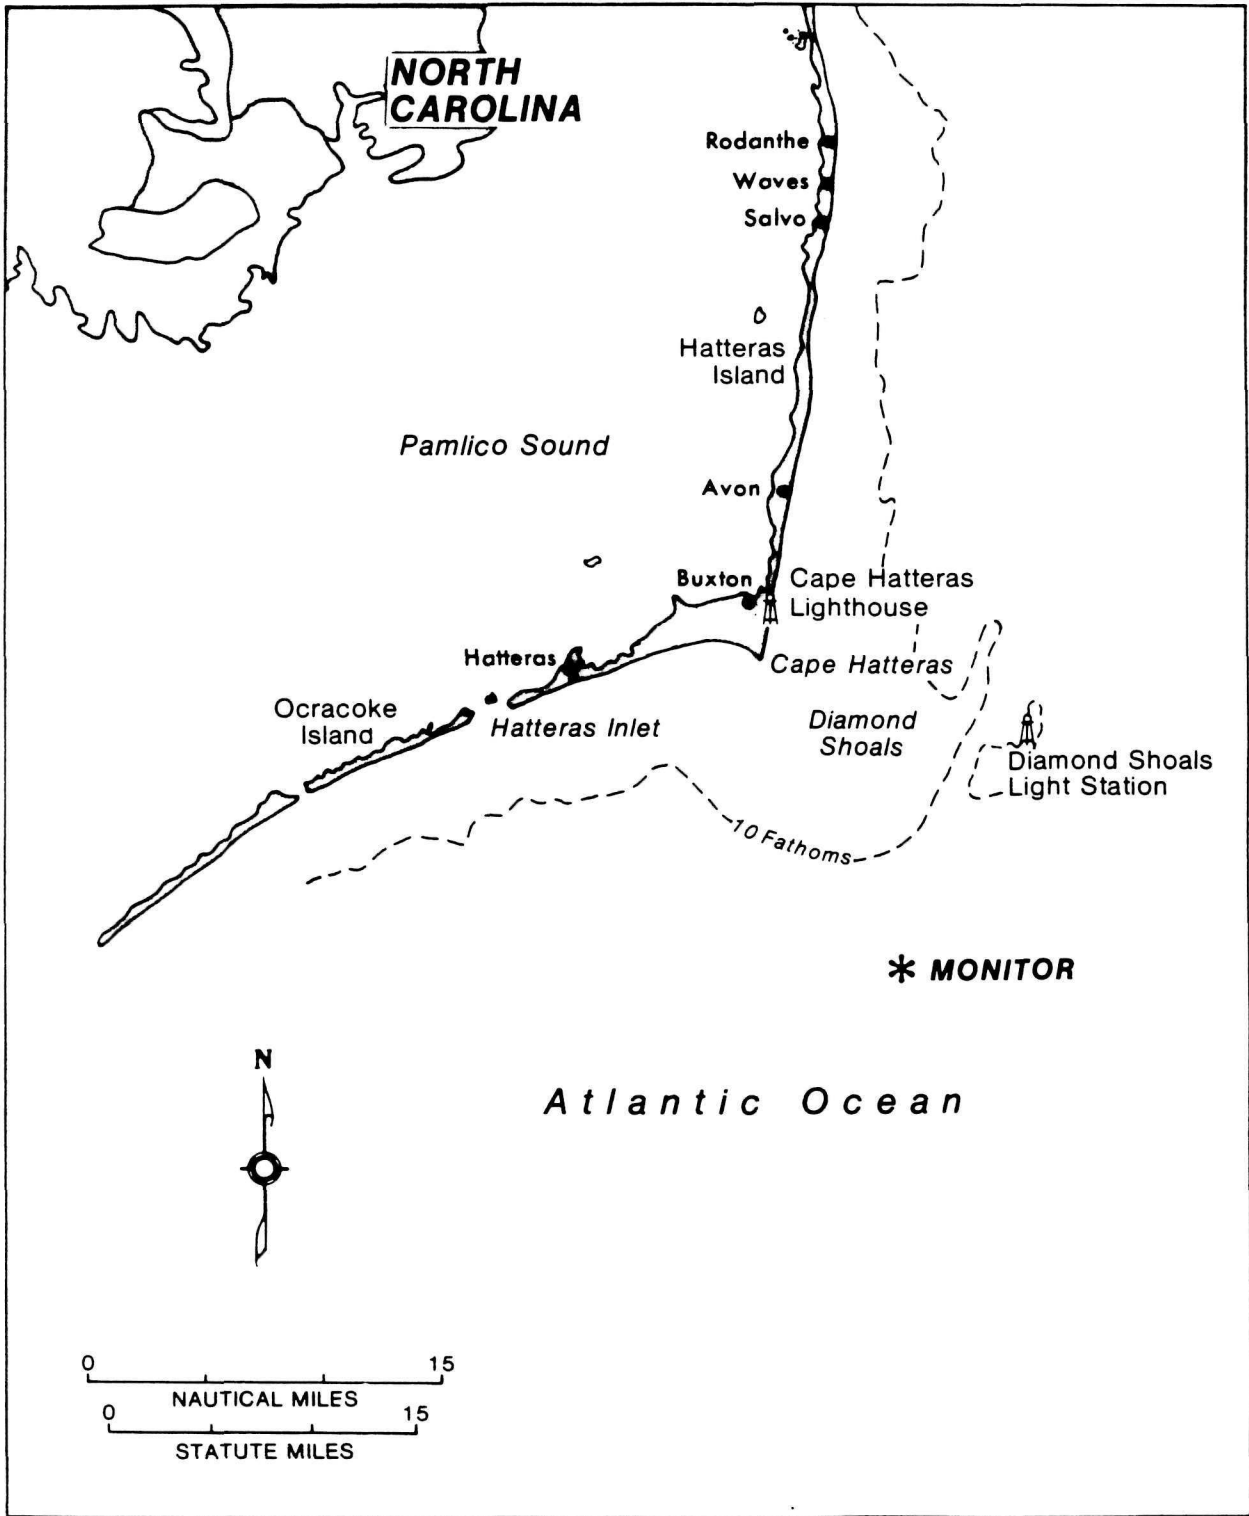 NORTH
CAROLINA
Rodanthe
Waves
Salvo
Hatteras
Island
Pamlico Sound
Avon
Buxton
Cape Hatteras
Lighthouse
Hatteras
Cape Hatteras
Ocracoke
Island
Hatteras Inlet
Diamond
Shoals
Diamond Shoals
Light Station
10 Fathoms
MONITOR
N
Atlantic Ocean
0 15
NAUTICAL MILES
0 15
STATUTE MILES